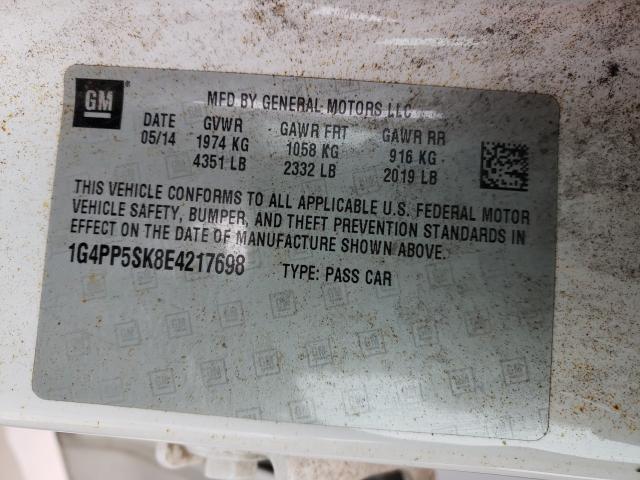 GM
MFD BY GENERAL MOTORS LLC
DATE GVWR GAWR FRT GAWR RR
05/14 1974 KG 1058 KG 916 KG
4351 LB 2332 LB 2019 LB
THIS VEHICLE CONFORMS TO ALL APPLICABLE U.S. FEDERAL MOTOR
VEHICLE SAFETY, BUMPER, AND THEFT PREVENTION STANDARDS IN
EFFECT ON THE DATE OF MANUFACTURE SHOWN ABOVE.
1G4PP5SK8E4217698 TYPE: PASS CAR